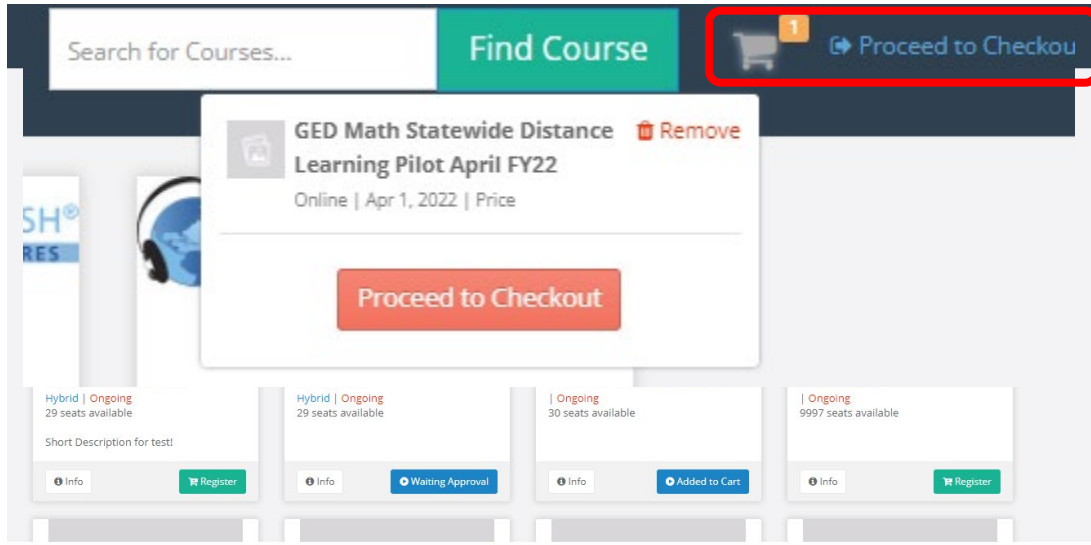 Search for Courses...
Find Course
1
Proceed to Checkou
GED Math Statewide Distance
Learning Pilot April FY22
Remove
Online | Apr 1, 2022 | Price
SH®
RES
Proceed to Checkout
Hybrid | Ongoing
29 seats available
Short Description for test!
Info
Register
Hybrid | Ongoing
29 seats available
Info
Waiting Approval
| Ongoing
30 seats available
Info
Added to Cart
| Ongoing
9997 seats available
Info
Register